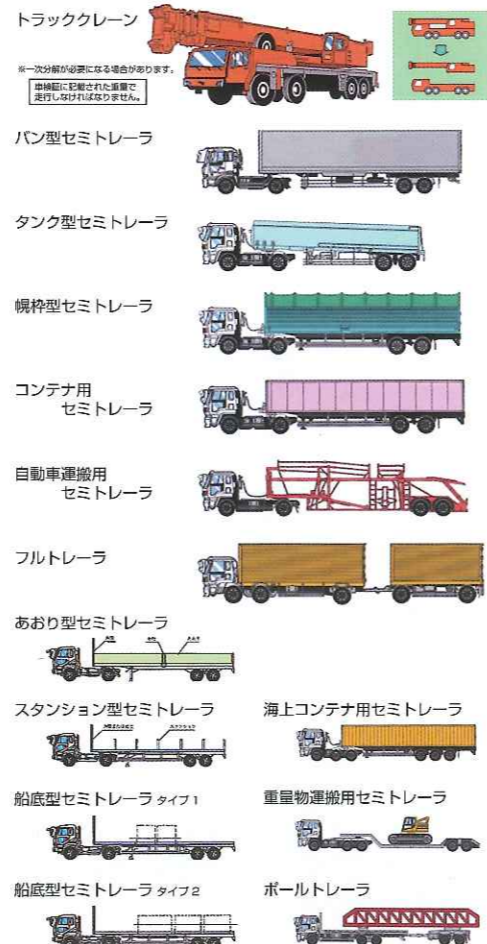 トラッククレーン
※一次分解が必要になる場合があります。
車検証に記載された重量で
走行しなければなりません。
バン型セミトレーラ
タンク型セミトレーラ
幌枠型セミトレーラ
コンテナ用
セミトレーラ
自動車運搬用
セミトレーラ
フルトレーラ
あおり型セミトレーラ
スタンション型セミトレーラ
海上コンテナ用セミトレーラ
船底型セミトレーラ タイプ1
重量物運搬用セミトレーラ
船底型セミトレーラ タイプ2
ポールトレーラ